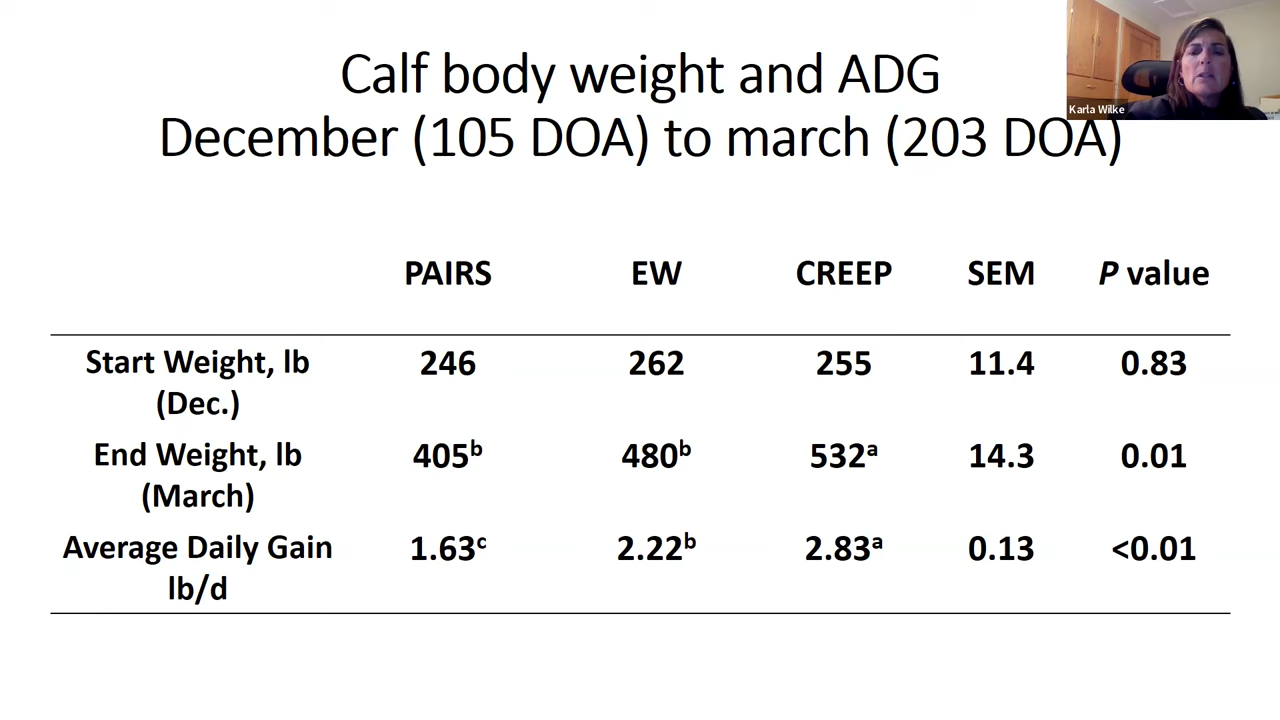 Karla Wilke
Calf body weight and ADG
December (105 DOA) to march (203 DOA)
PAIRS EW CREEP SEM P value
Start Weight, lb (Dec.) 246 262 255 11.4 0.83
End Weight, lb (March) 405b 480b 532a 14.3 0.01
Average Daily Gain lb/d 1.63c 2.22b 2.83a 0.13 <0.01